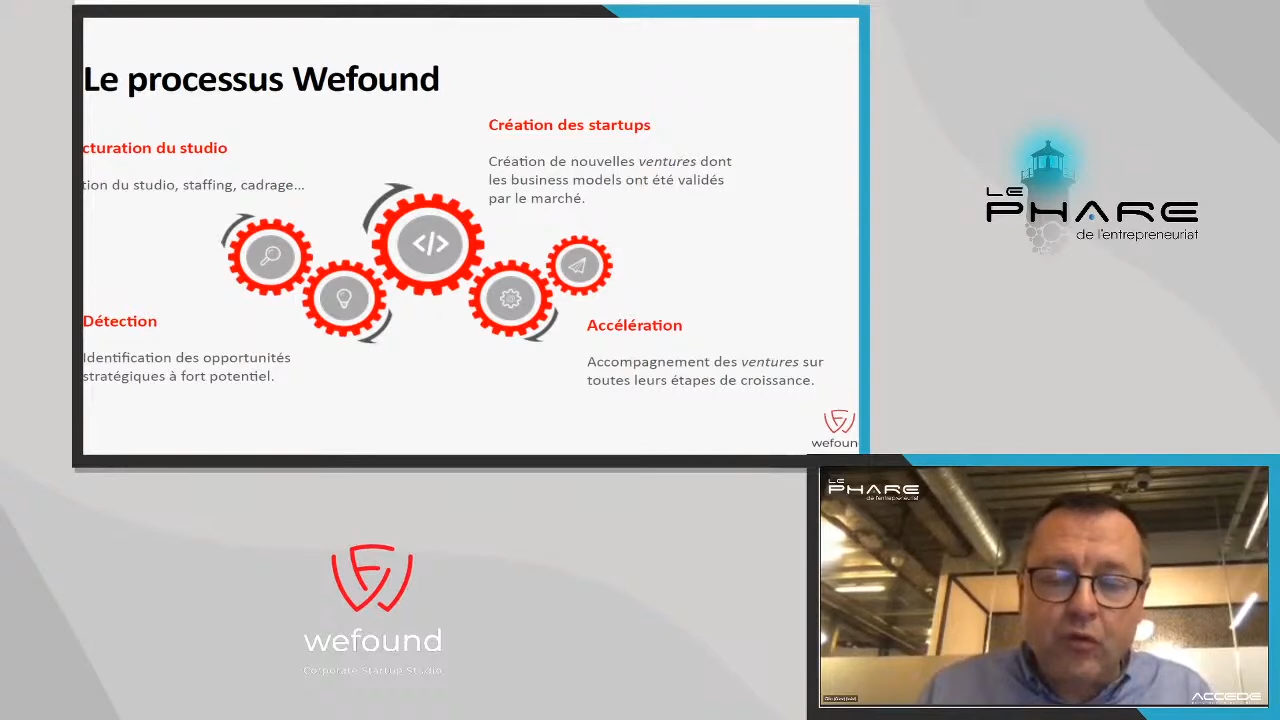 Le processus Wefound
Création des startups
cturation du studio
Création de nouvelles ventures dont
les business models ont été validés
par le marché.
tion du studio, staffing, cadrage...
</>
Détection
Identification des opportunités
stratégiques à fort potentiel.
Accélération
Accompagnement des ventures sur
toutes leurs étapes de croissance.
wefoun
LE
PHARE
de l'entrepreneuriat
wefound
Corporate Startup Studio
LE
PHARE
de l'entrepreneuriat
ACCEDE